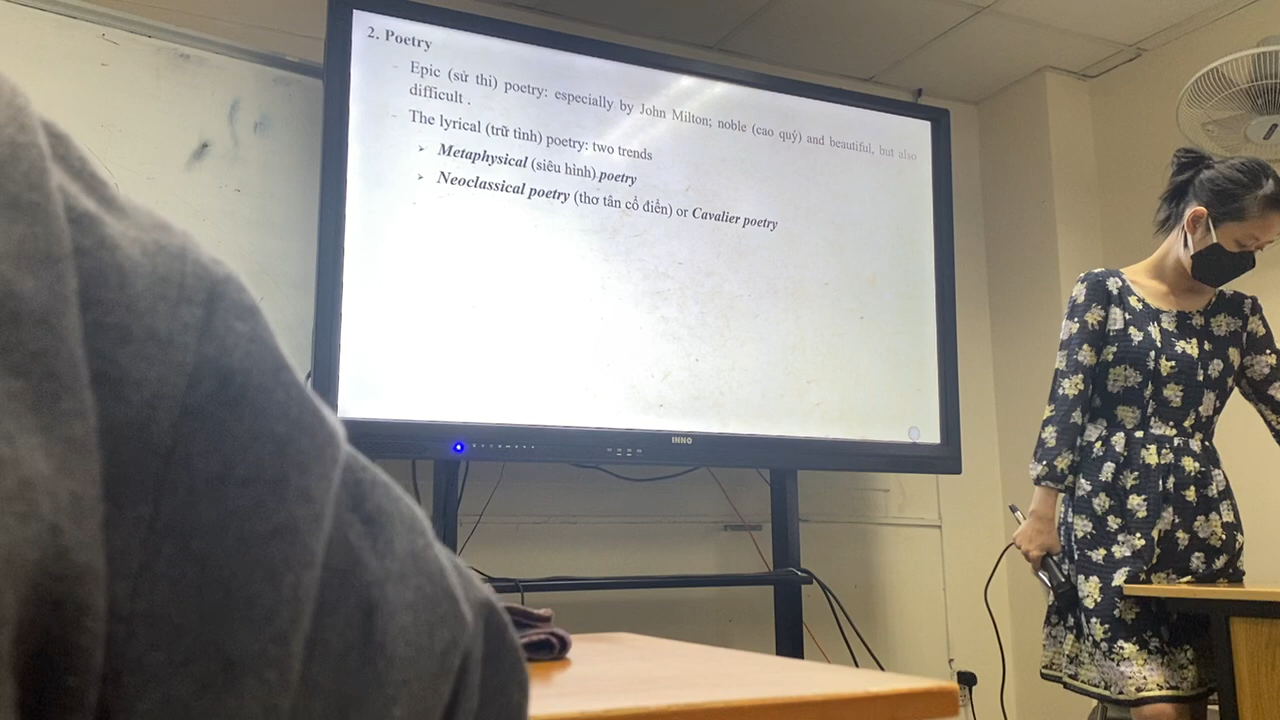 2. Poetry
- Epic (sử thi) poetry: especially by John Milton; noble (cao quý) and beautiful, but also
difficult .
- The lyrical (trữ tình) poetry: two trends
➢ Metaphysical (siêu hình) poetry
➢ Neoclassical poetry (thơ tân cổ điển) or Cavalier poetry
INNO